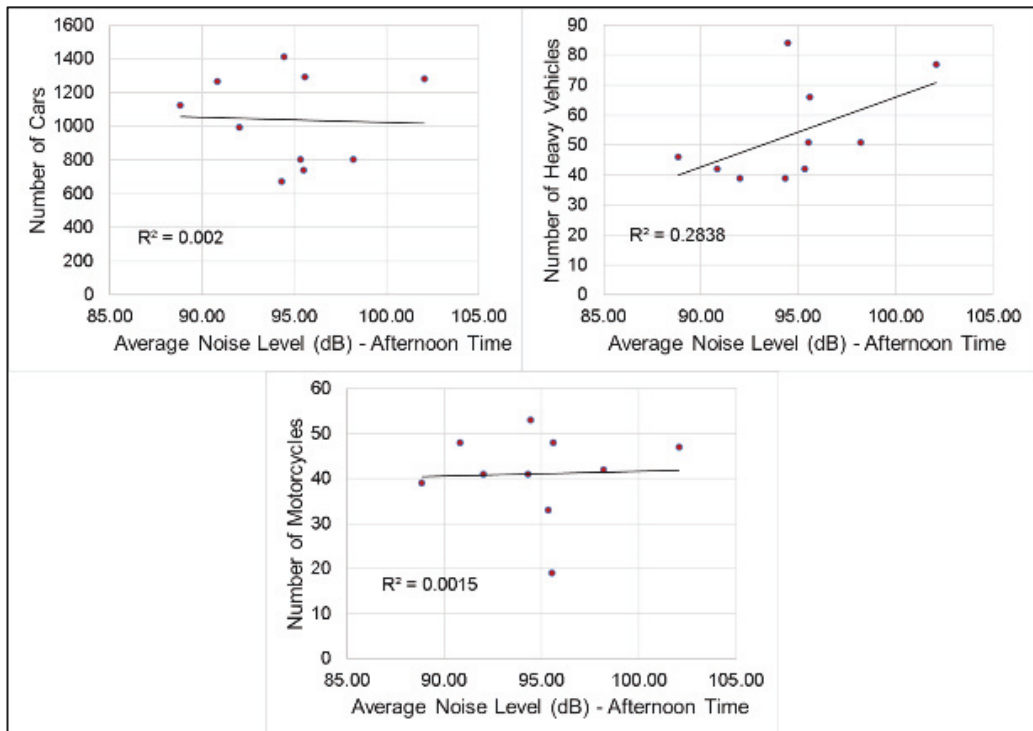 1600
1400
1200
1000
800
600
400
200
0
Number of Cars
R² = 0.002
85.00 90.00 95.00 100.00 105.00
Average Noise Level (dB) - Afternoon Time
90
80
70
60
50
40
30
20
10
0
Number of Heavy Vehicles
R² = 0.2838
85.00 90.00 95.00 100.00 105.00
Average Noise Level (dB) - Afternoon Time
60
50
40
30
20
10
0
Number of Motorcycles
R² = 0.0015
85.00 90.00 95.00 100.00 105.00
Average Noise Level (dB) - Afternoon Time